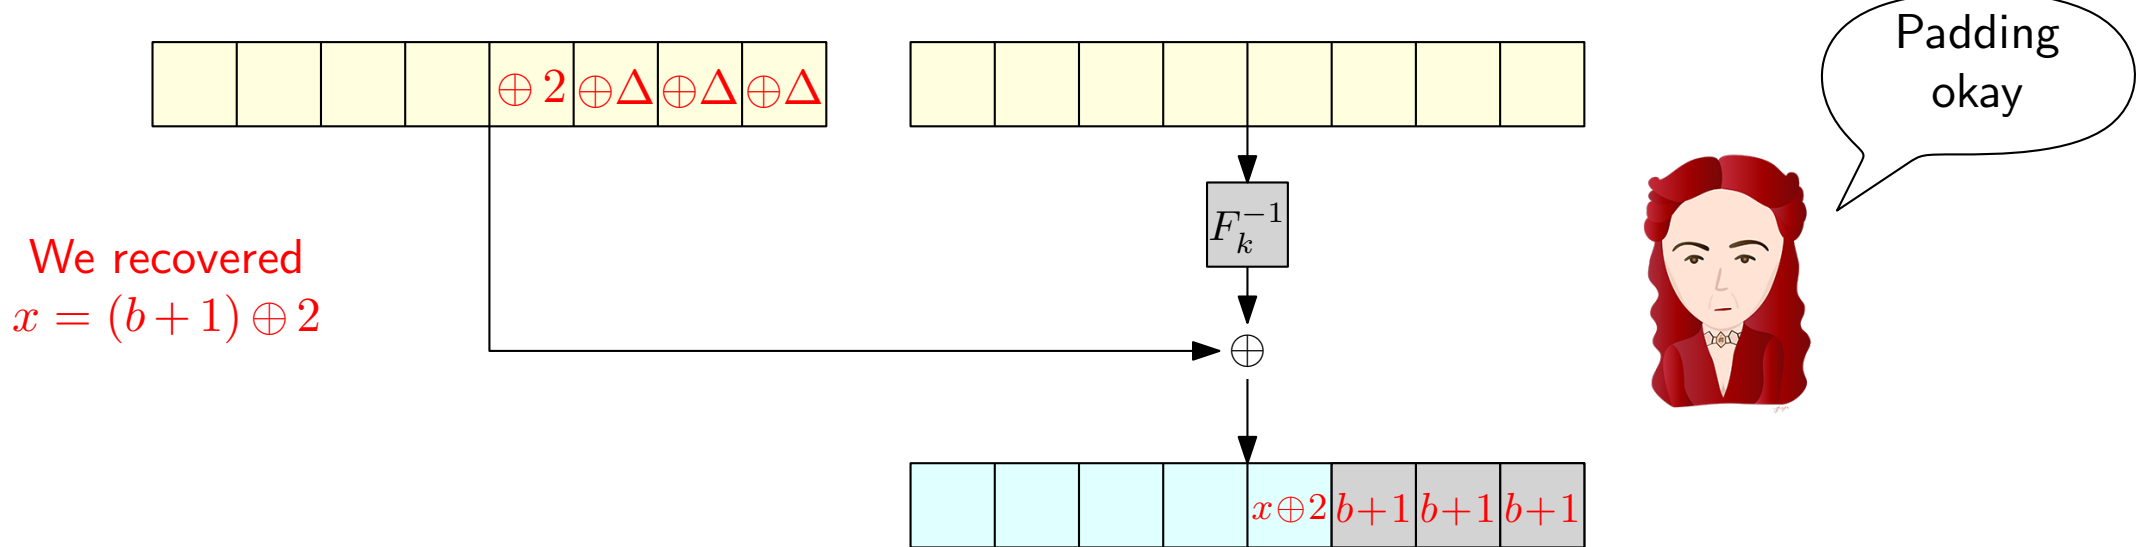 Padding
okay
⊕ 2 ⊕Δ ⊕Δ ⊕Δ
F_k^{-1}
We recovered
x = (b + 1) ⊕ 2
⊕
x⊕2 b+1 b+1 b+1